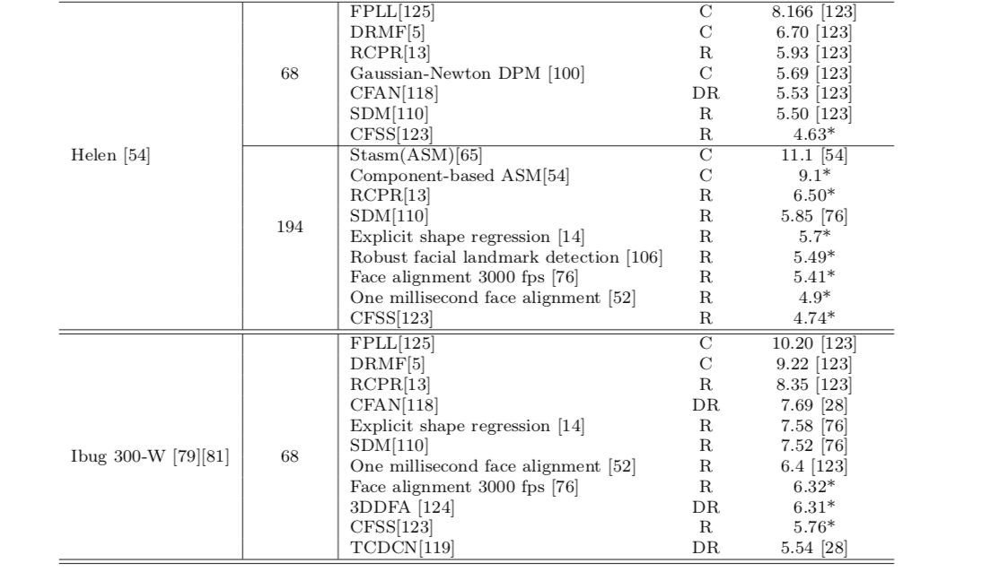 FPLL[125] C 8.166 [123]
DRMF[5] C 6.70 [123]
RCPR[13] R 5.93 [123]
68 Gaussian-Newton DPM [100] C 5.69 [123]
CFAN[118] DR 5.53 [123]
SDM[110] R 5.50 [123]
CFSS[123] R 4.63*
Helen [54] Stasm(ASM)[65] C 11.1 [54]
Component-based ASM[54] C 9.1*
RCPR[13] R 6.50*
SDM[110] R 5.85 [76]
194
Explicit shape regression [14] R 5.7*
Robust facial landmark detection [106] R 5.49*
Face alignment 3000 fps [76] R 5.41*
One millisecond face alignment [52] R 4.9*
CFSS[123] R 4.74*
FPLL[125] C 10.20 [123]
DRMF[5] C 9.22 [123]
RCPR[13] R 8.35 [123]
CFAN[118] DR 7.69 [28]
Explicit shape regression [14] R 7.58 [76]
SDM[110] R 7.52 [76]
Ibug 300-W [79][81] 68
One millisecond face alignment [52] R 6.4 [123]
Face alignment 3000 fps [76] R 6.32*
3DDFA [124] DR 6.31*
CFSS[123] R 5.76*
TCDCN[119] DR 5.54 [28]